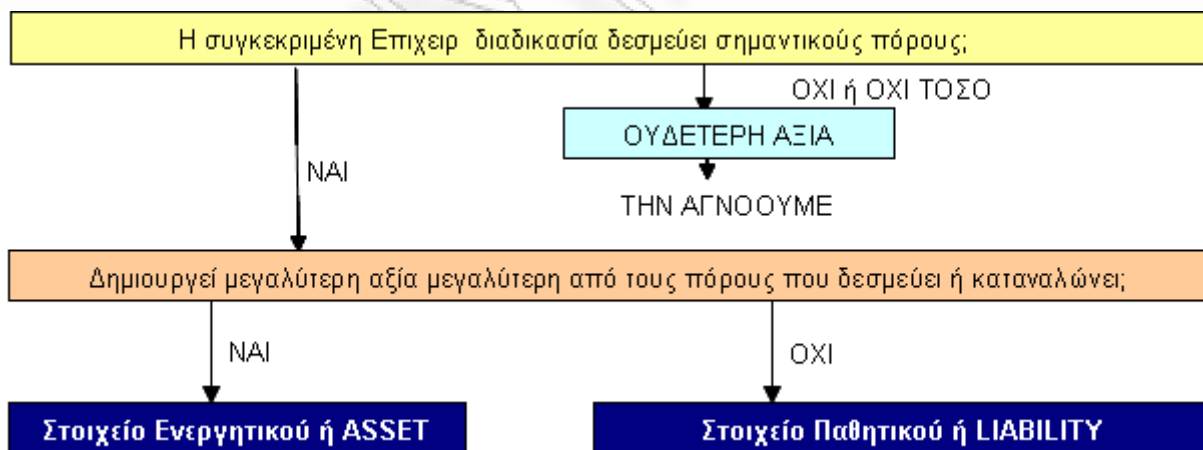 Η συγκεκριμένη Επιχειρ διαδικασία δεσμεύει σημαντικούς πόρους;
ΟΧΙ ή ΟΧΙ ΤΟΣΟ
ΟΥΔΕΤΕΡΗ ΑΞΙΑ
ΝΑΙ
ΤΗΝ ΑΓΝΟΟΥΜΕ
Δημιουργεί μεγαλύτερη αξία μεγαλύτερη από τους πόρους που δεσμεύει ή καταναλώνει;
ΝΑΙ
ΟΧΙ
Στοιχείο Ενεργητικού ή ASSET
Στοιχείο Παθητικού ή LIABILITY